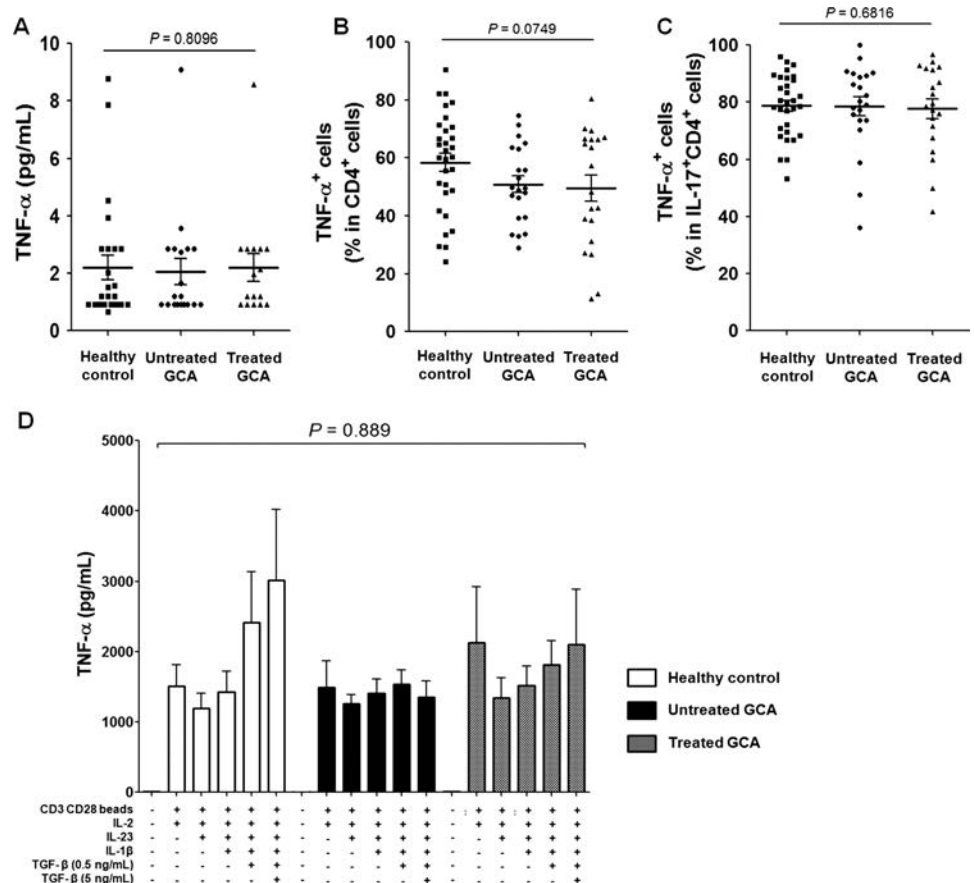 A
P = 0.8096
TNF-α (pg/mL)
10
8
6
4
2
0
Healthy control
Untreated GCA
Treated GCA
B
P = 0.0749
TNF-α+ cells
(% in CD4+ cells)
100
80
60
40
20
0
Healthy control
Untreated GCA
Treated GCA
C
P = 0.6816
TNF-α+ cells
(% in IL-17+CD4+ cells)
100
80
60
40
20
0
Healthy control
Untreated GCA
Treated GCA
D
P = 0.889
TNF-α (pg/mL)
5000
4000
3000
2000
1000
0
Healthy control
Untreated GCA
Treated GCA
CD3 CD28 beads - + + + + + - + + + + + - + + + + +
IL-2 - + + + + + - + + + + + - + + + + +
IL-23 - - + + + + - - + + + + - - + + + +
IL-1β - - - + + + - - - + + + - - - + + +
TGF-β (0.5 ng/mL) - - - - + + - - - - + + - - - - + +
TGF-β (5 ng/mL) - - - - - + - - - - - + - - - - - +